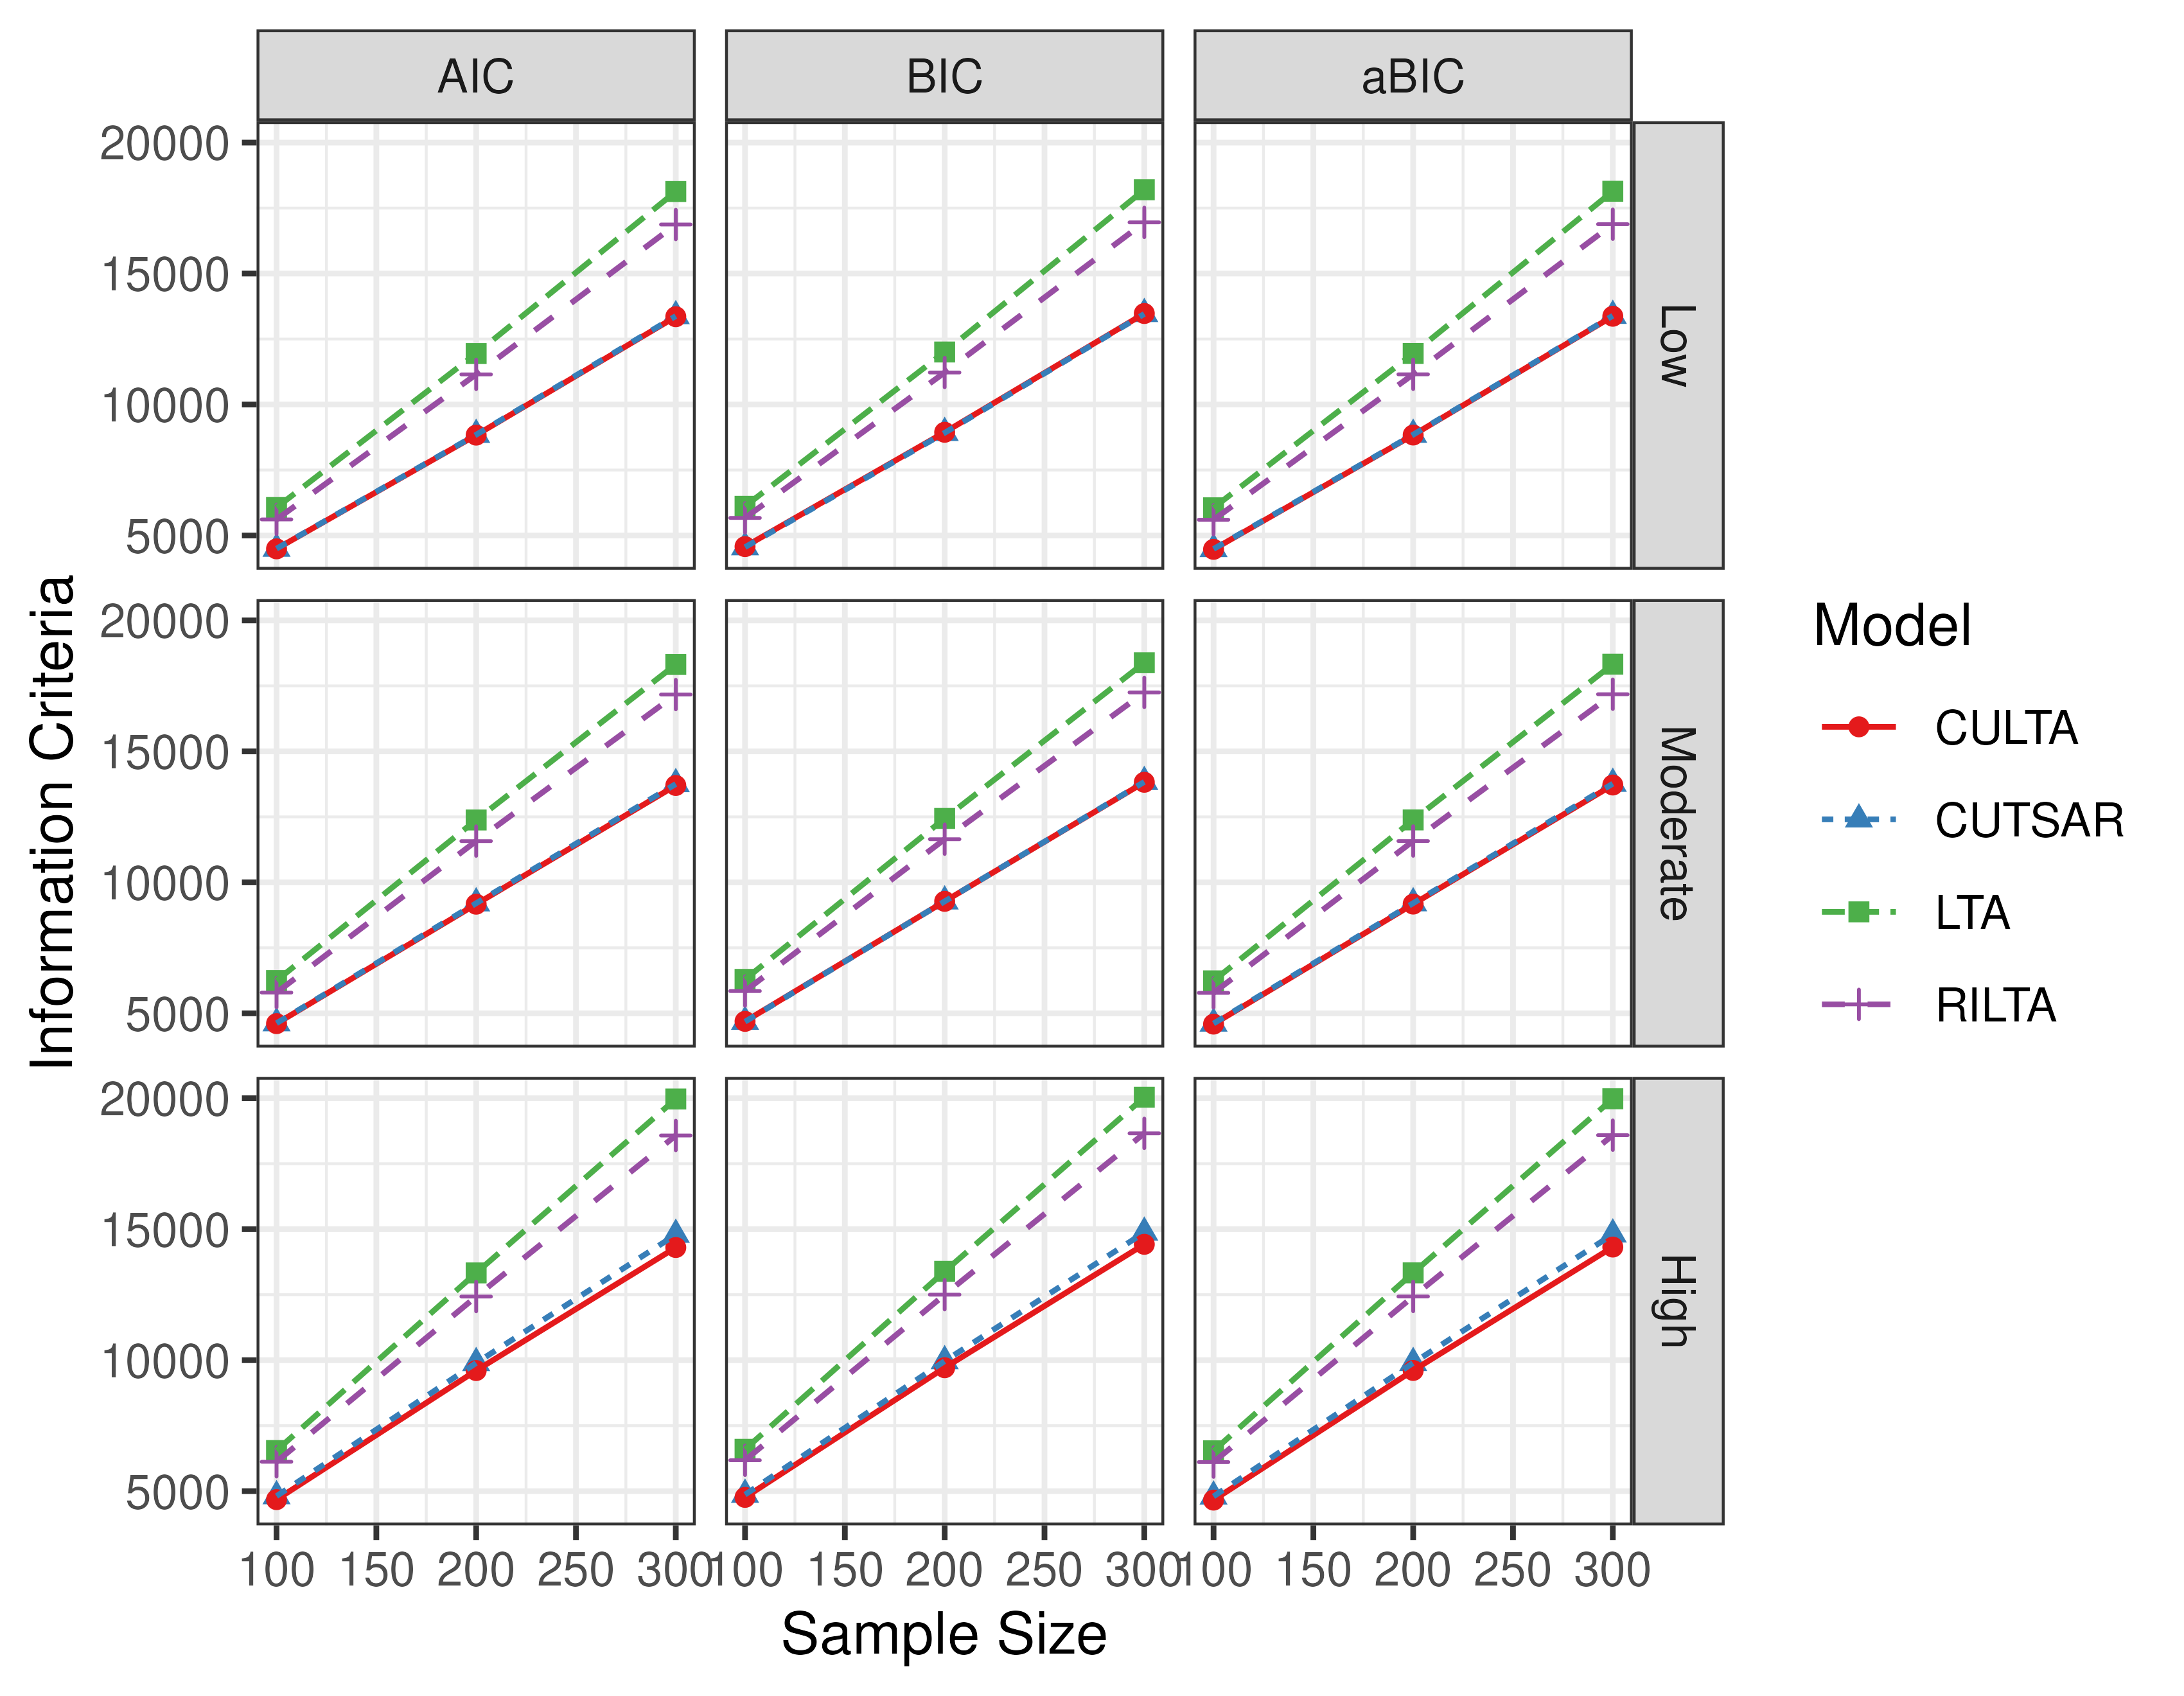 AIC BIC aBIC
20000
15000
10000
5000
Low
20000
15000
10000
5000
Moderate
20000
15000
10000
5000
High
100 150 200 250 300 100 150 200 250 300 100 150 200 250 300
Sample Size
Information Criteria
Model
CULTA
CUTSAR
LTA
RILTA